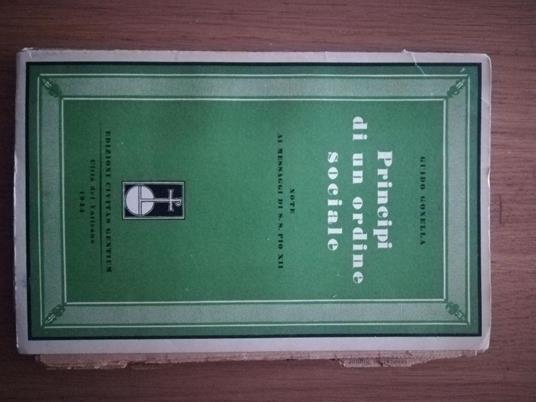 GUIDO GONELLA
Principi
di un ordine
sociale
NOTE
AI MESSAGGI DI S. S. PIO XII
EDIZIONI CIVITAS GENTIUM
Città del Vaticano
1944